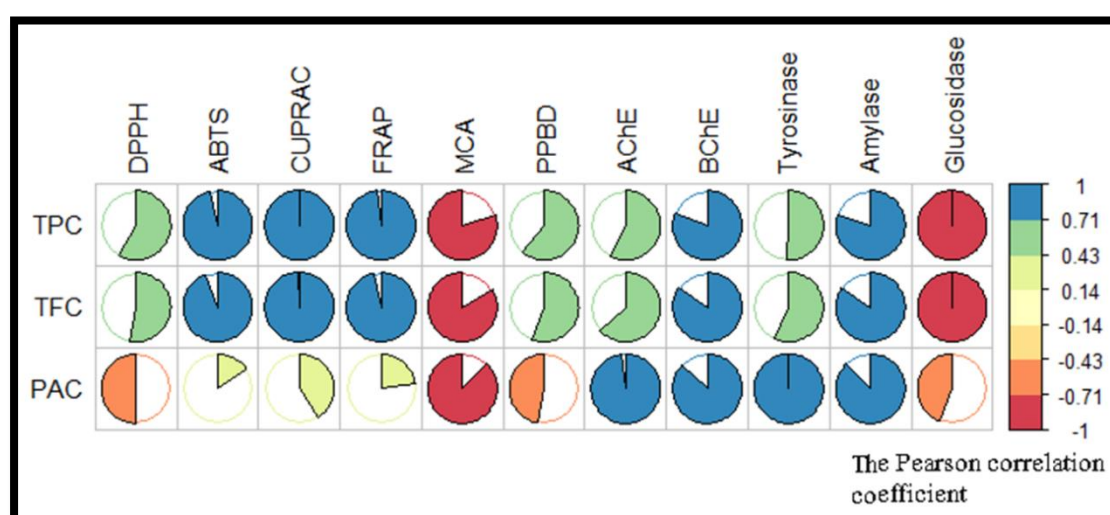 DPPH ABTS CUPRAC FRAP MCA PPBD AChE BChE Tyrosinase Amylase Glucosidase
TPC
TFC
PAC
1
0.71
0.43
0.14
-0.14
-0.43
-0.71
-1
The Pearson correlation
coefficient